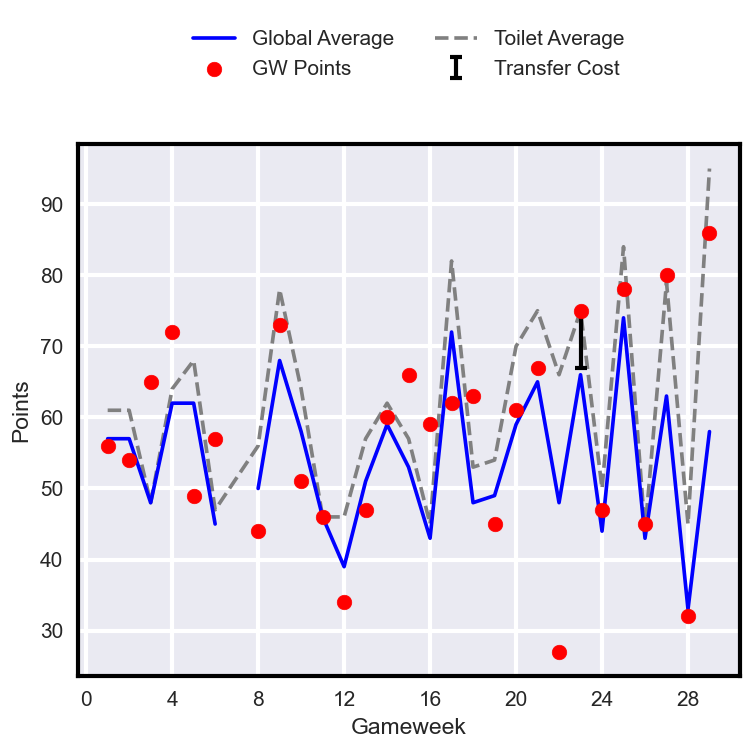 Global Average
Toilet Average
GW Points
Transfer Cost
90
80
70
60
50
40
30
Points
0 4 8 12 16 20 24 28
Gameweek